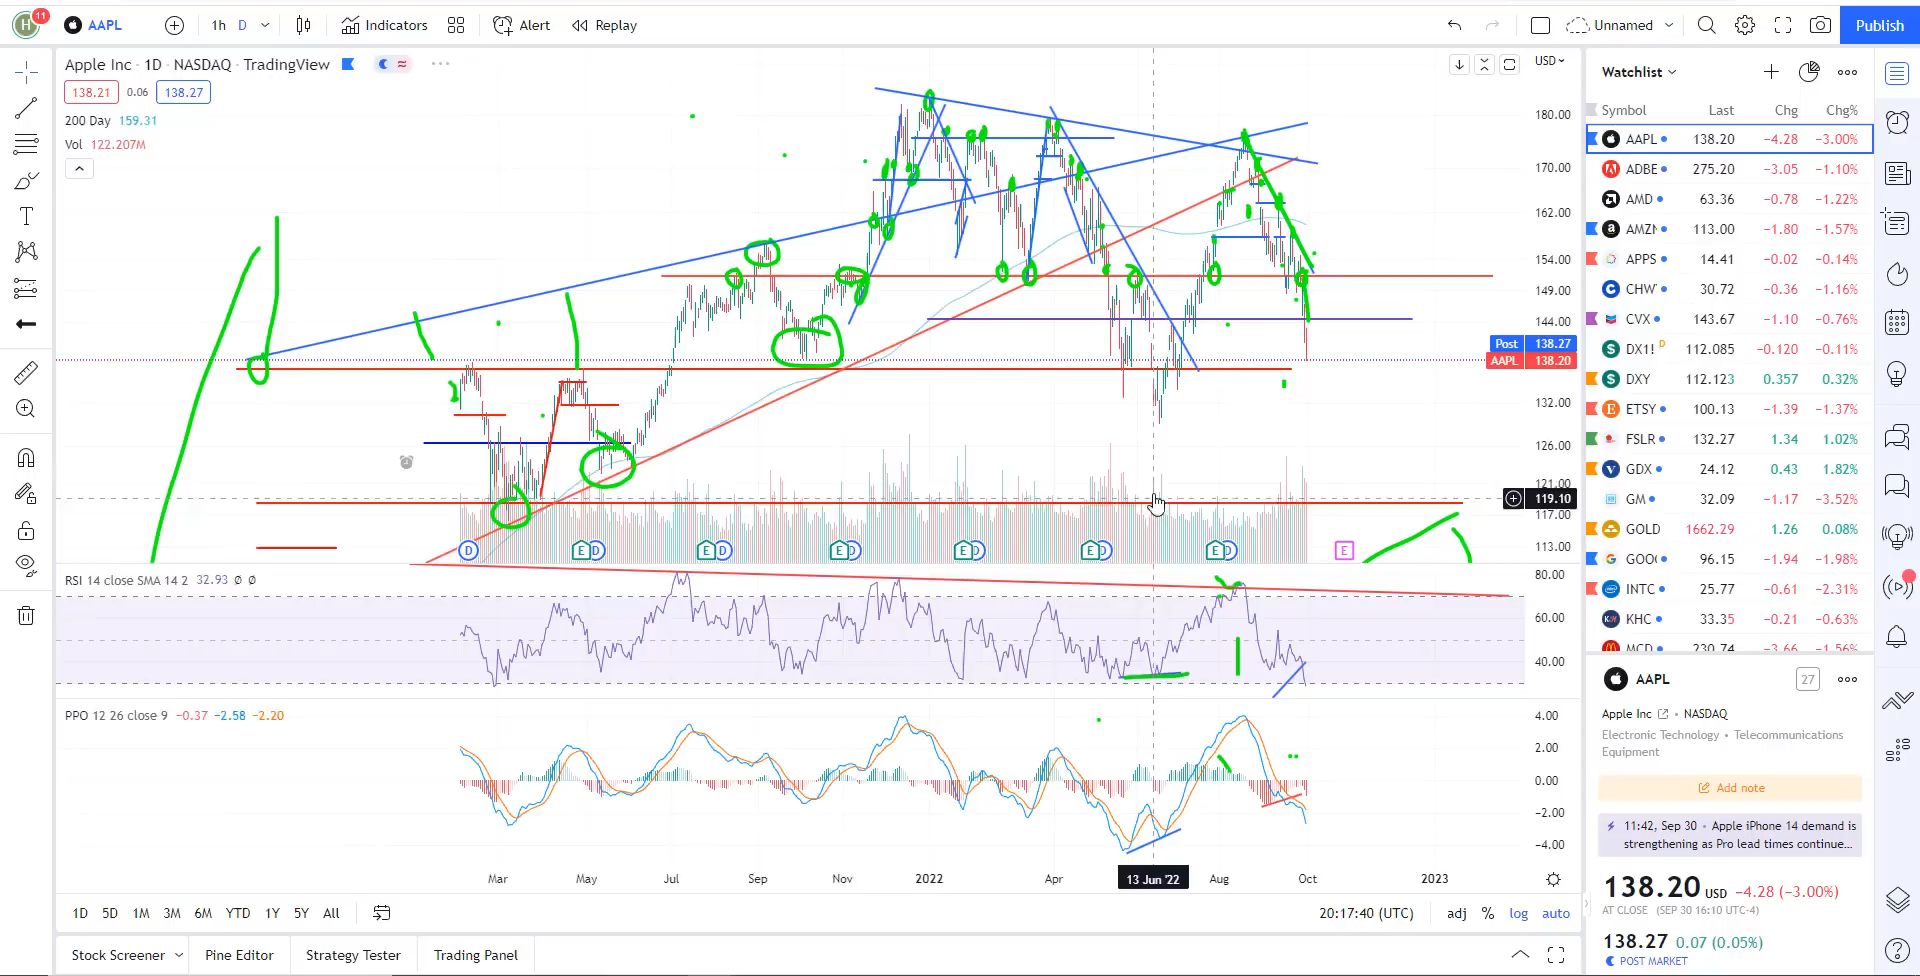 H 11 AAPL 1h D Indicators Alert Replay Unnamed Publish
Apple Inc · 1D · NASDAQ · TradingView
138.21 0.06 138.27
200 Day 159.31
Vol 122.207M
USD
180.00
170.00
162.00
154.00
149.00
144.00
Post 138.27
AAPL 138.20
132.00
126.00
121.00
119.10
117.00
113.00
D E D E D E D E D E D E D E
RSI 14 close SMA 14 2 32.93 Ø Ø
80.00
60.00
40.00
PPO 12 26 close 9 −0.37 −2.58 −2.20
4.00
2.00
0.00
−2.00
−4.00
Mar May Jul Sep Nov 2022 Apr 13 Jun '22 Aug Oct 2023
1D 5D 1M 3M 6M YTD 1Y 5Y All 20:17:40 (UTC) adj % log auto
Stock Screener Pine Editor Strategy Tester Trading Panel
Watchlist
Symbol Last Chg Chg%
AAPL 138.20 −4.28 −3.00%
ADBE 275.20 −3.05 −1.10%
AMD 63.36 −0.78 −1.22%
AMZN 113.00 −1.80 −1.57%
APPS 14.41 −0.02 −0.14%
CHW 30.72 −0.36 −1.16%
CVX 143.67 −1.10 −0.76%
DX1! D 112.085 −0.120 −0.11%
DXY 112.123 0.357 0.32%
ETSY 100.13 −1.39 −1.37%
FSLR 132.27 1.34 1.02%
GDX 24.12 0.43 1.82%
GM 32.09 −1.17 −3.52%
GOLD 1662.29 1.26 0.08%
GOO 96.15 −1.94 −1.98%
INTC 25.77 −0.61 −2.31%
KHC 33.35 −0.21 −0.63%
MCD 230.74 −3.66 −1.56%
AAPL 27
Apple Inc · NASDAQ
Electronic Technology · Telecommunications
Equipment
Add note
11:42, Sep 30 · Apple iPhone 14 demand is
strengthening as Pro lead times continue...
138.20 USD −4.28 (−3.00%)
AT CLOSE (SEP 30 16:10 UTC-4)
138.27 0.07 (0.05%)
POST MARKET